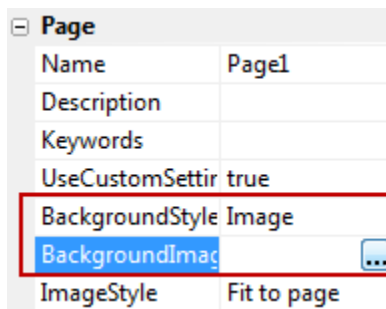 Page
Name Page1
Description
Keywords
UseCustomSettir true
BackgroundStyle Image
BackgroundImag ...
ImageStyle Fit to page